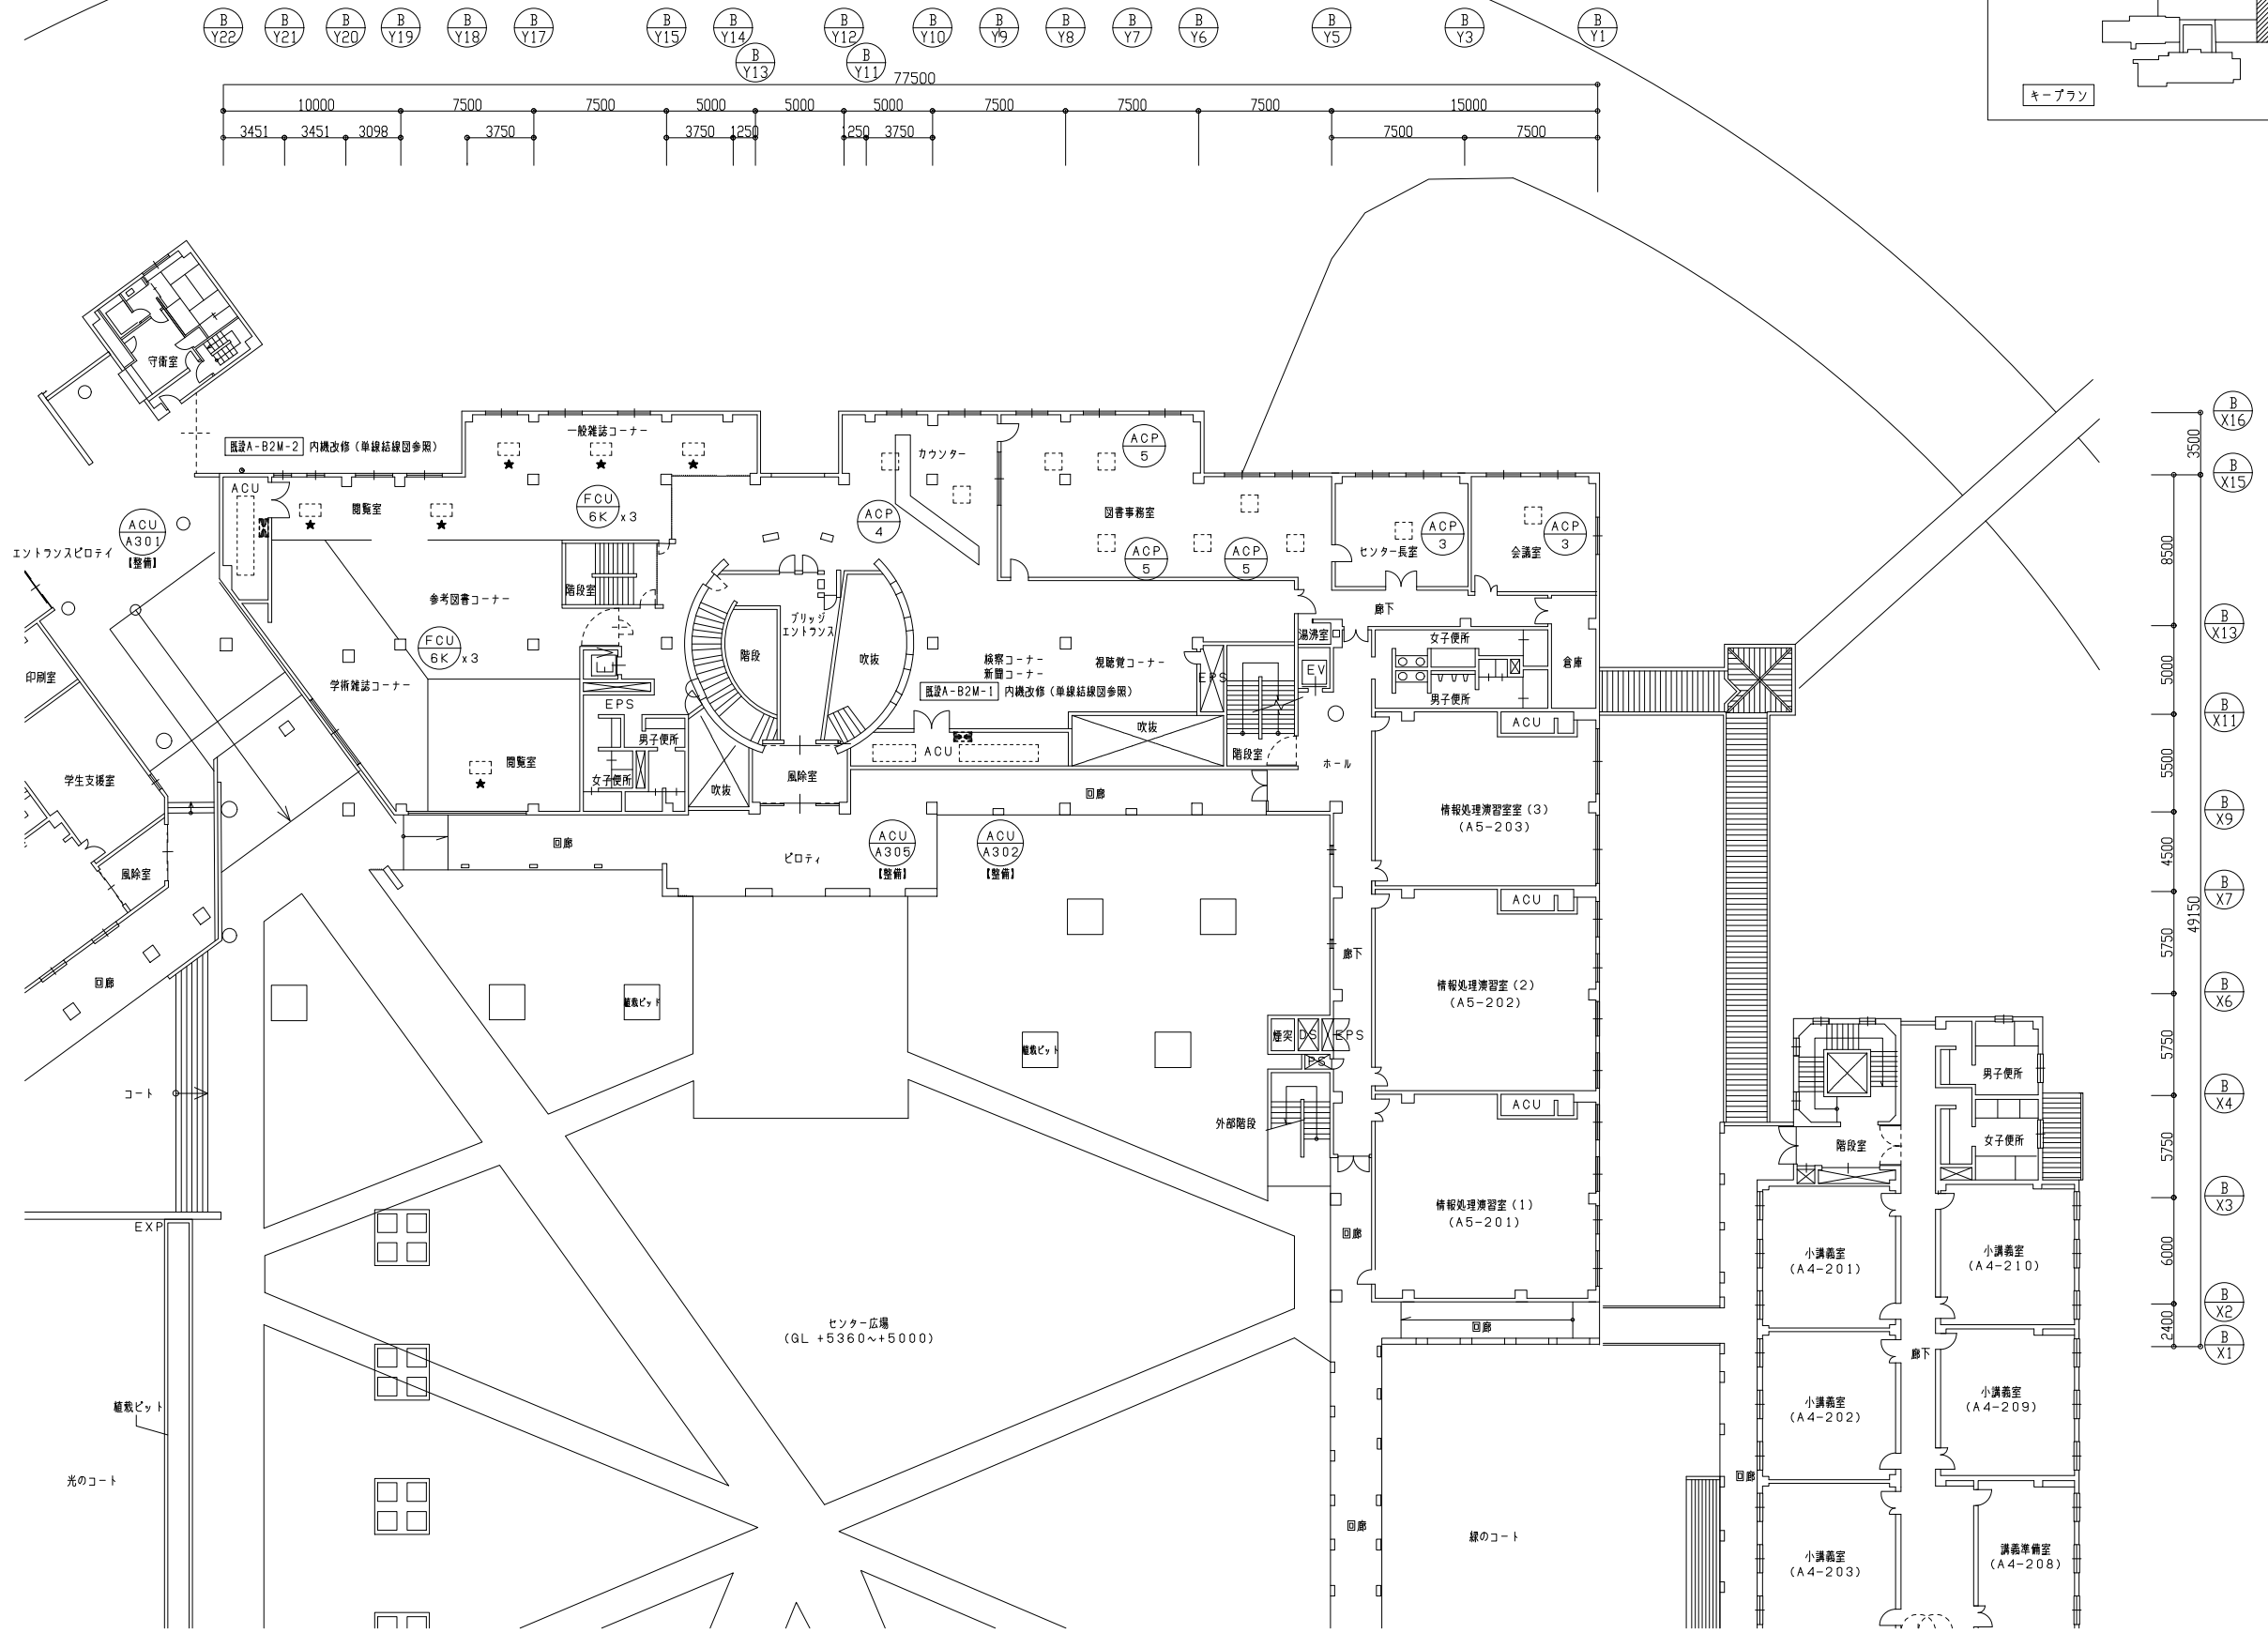 B
Y22
B
Y21
B
Y20
B
Y19
B
Y18
B
Y17
B
Y15
B
Y14
B
Y13
B
Y12
B
Y11
B
Y10
B
Y9
B
Y8
B
Y7
B
Y6
B
Y5
B
Y3
B
Y1
77500
10000
7500
7500
5000
5000
5000
7500
7500
7500
15000
3451
3451
3098
3750
3750
1250
1250
3750
7500
7500
キープラン
守衛室
既設A-B2M-2 内機改修(単線結線図参照)
一般雑誌コーナー
カウンター
ACP
5
ACU
閲覧室
FCU
6K x3
ACP
4
図書事務室
ACP
5
ACP
5
センター長室
ACP
3
会議室
ACP
3
ACU
A301
【整備】
エントランスピロティ
参考図書コーナー
階段室
ブリッジ
エントランス
廊下
湯沸室
女子便所
倉庫
FCU
6K x3
学術雑誌コーナー
階段
吹抜
検察コーナー
新聞コーナー
視聴覚コーナー
既設A-B2M-1 内機改修(単線結線図参照)
EPS
EV
男子便所
印刷室
EPS
男子便所
女子便所
閲覧室
吹抜
風除室
ACU
吹抜
階段室
ホール
ACU
学生支援室
回廊
情報処理演習室室(3)
(A5-203)
回廊
ピロティ
ACU
A305
【整備】
ACU
A302
【整備】
風除室
ACU
回廊
廊下
情報処理演習室(2)
(A5-202)
植栽ピット
植栽ピット
煙突
DS
EPS
PS
コート
外部階段
ACU
男子便所
女子便所
階段室
情報処理演習室(1)
(A5-201)
EXP
回廊
小講義室
(A4-201)
小講義室
(A4-210)
センター広場
(GL +5360~+5000)
回廊
廊下
植栽ピット
小講義室
(A4-202)
小講義室
(A4-209)
光のコート
回廊
回廊
緑のコート
小講義室
(A4-203)
講義準備室
(A4-208)
B
X16
B
X15
B
X13
B
X11
B
X9
B
X7
B
X6
B
X4
B
X3
B
X2
B
X1
3500
8500
5000
5500
4500
49150
5750
5750
5750
6000
2400